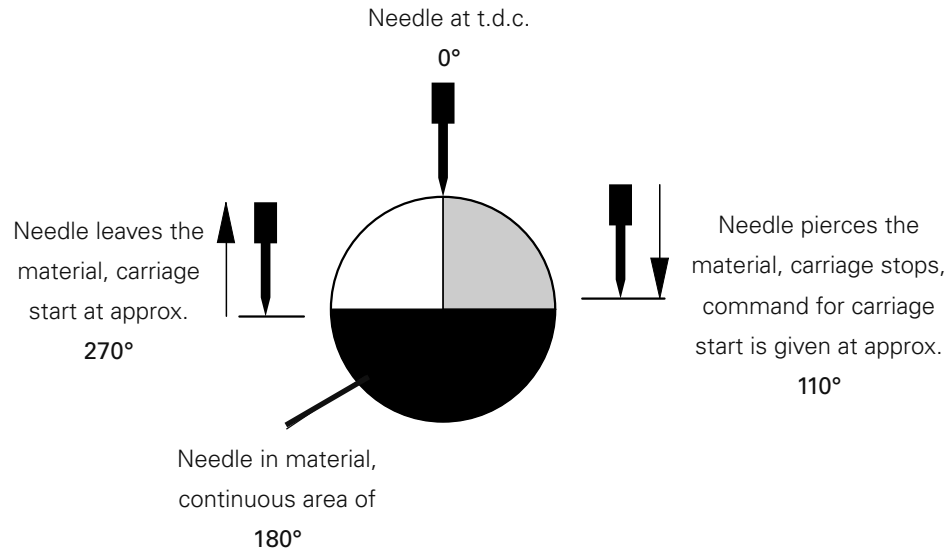 Needle at t.d.c.
0°
Needle leaves the
material, carriage
start at approx.
270°
Needle pierces the
material, carriage stops,
command for carriage
start is given at approx.
110°
Needle in material,
continuous area of
180°